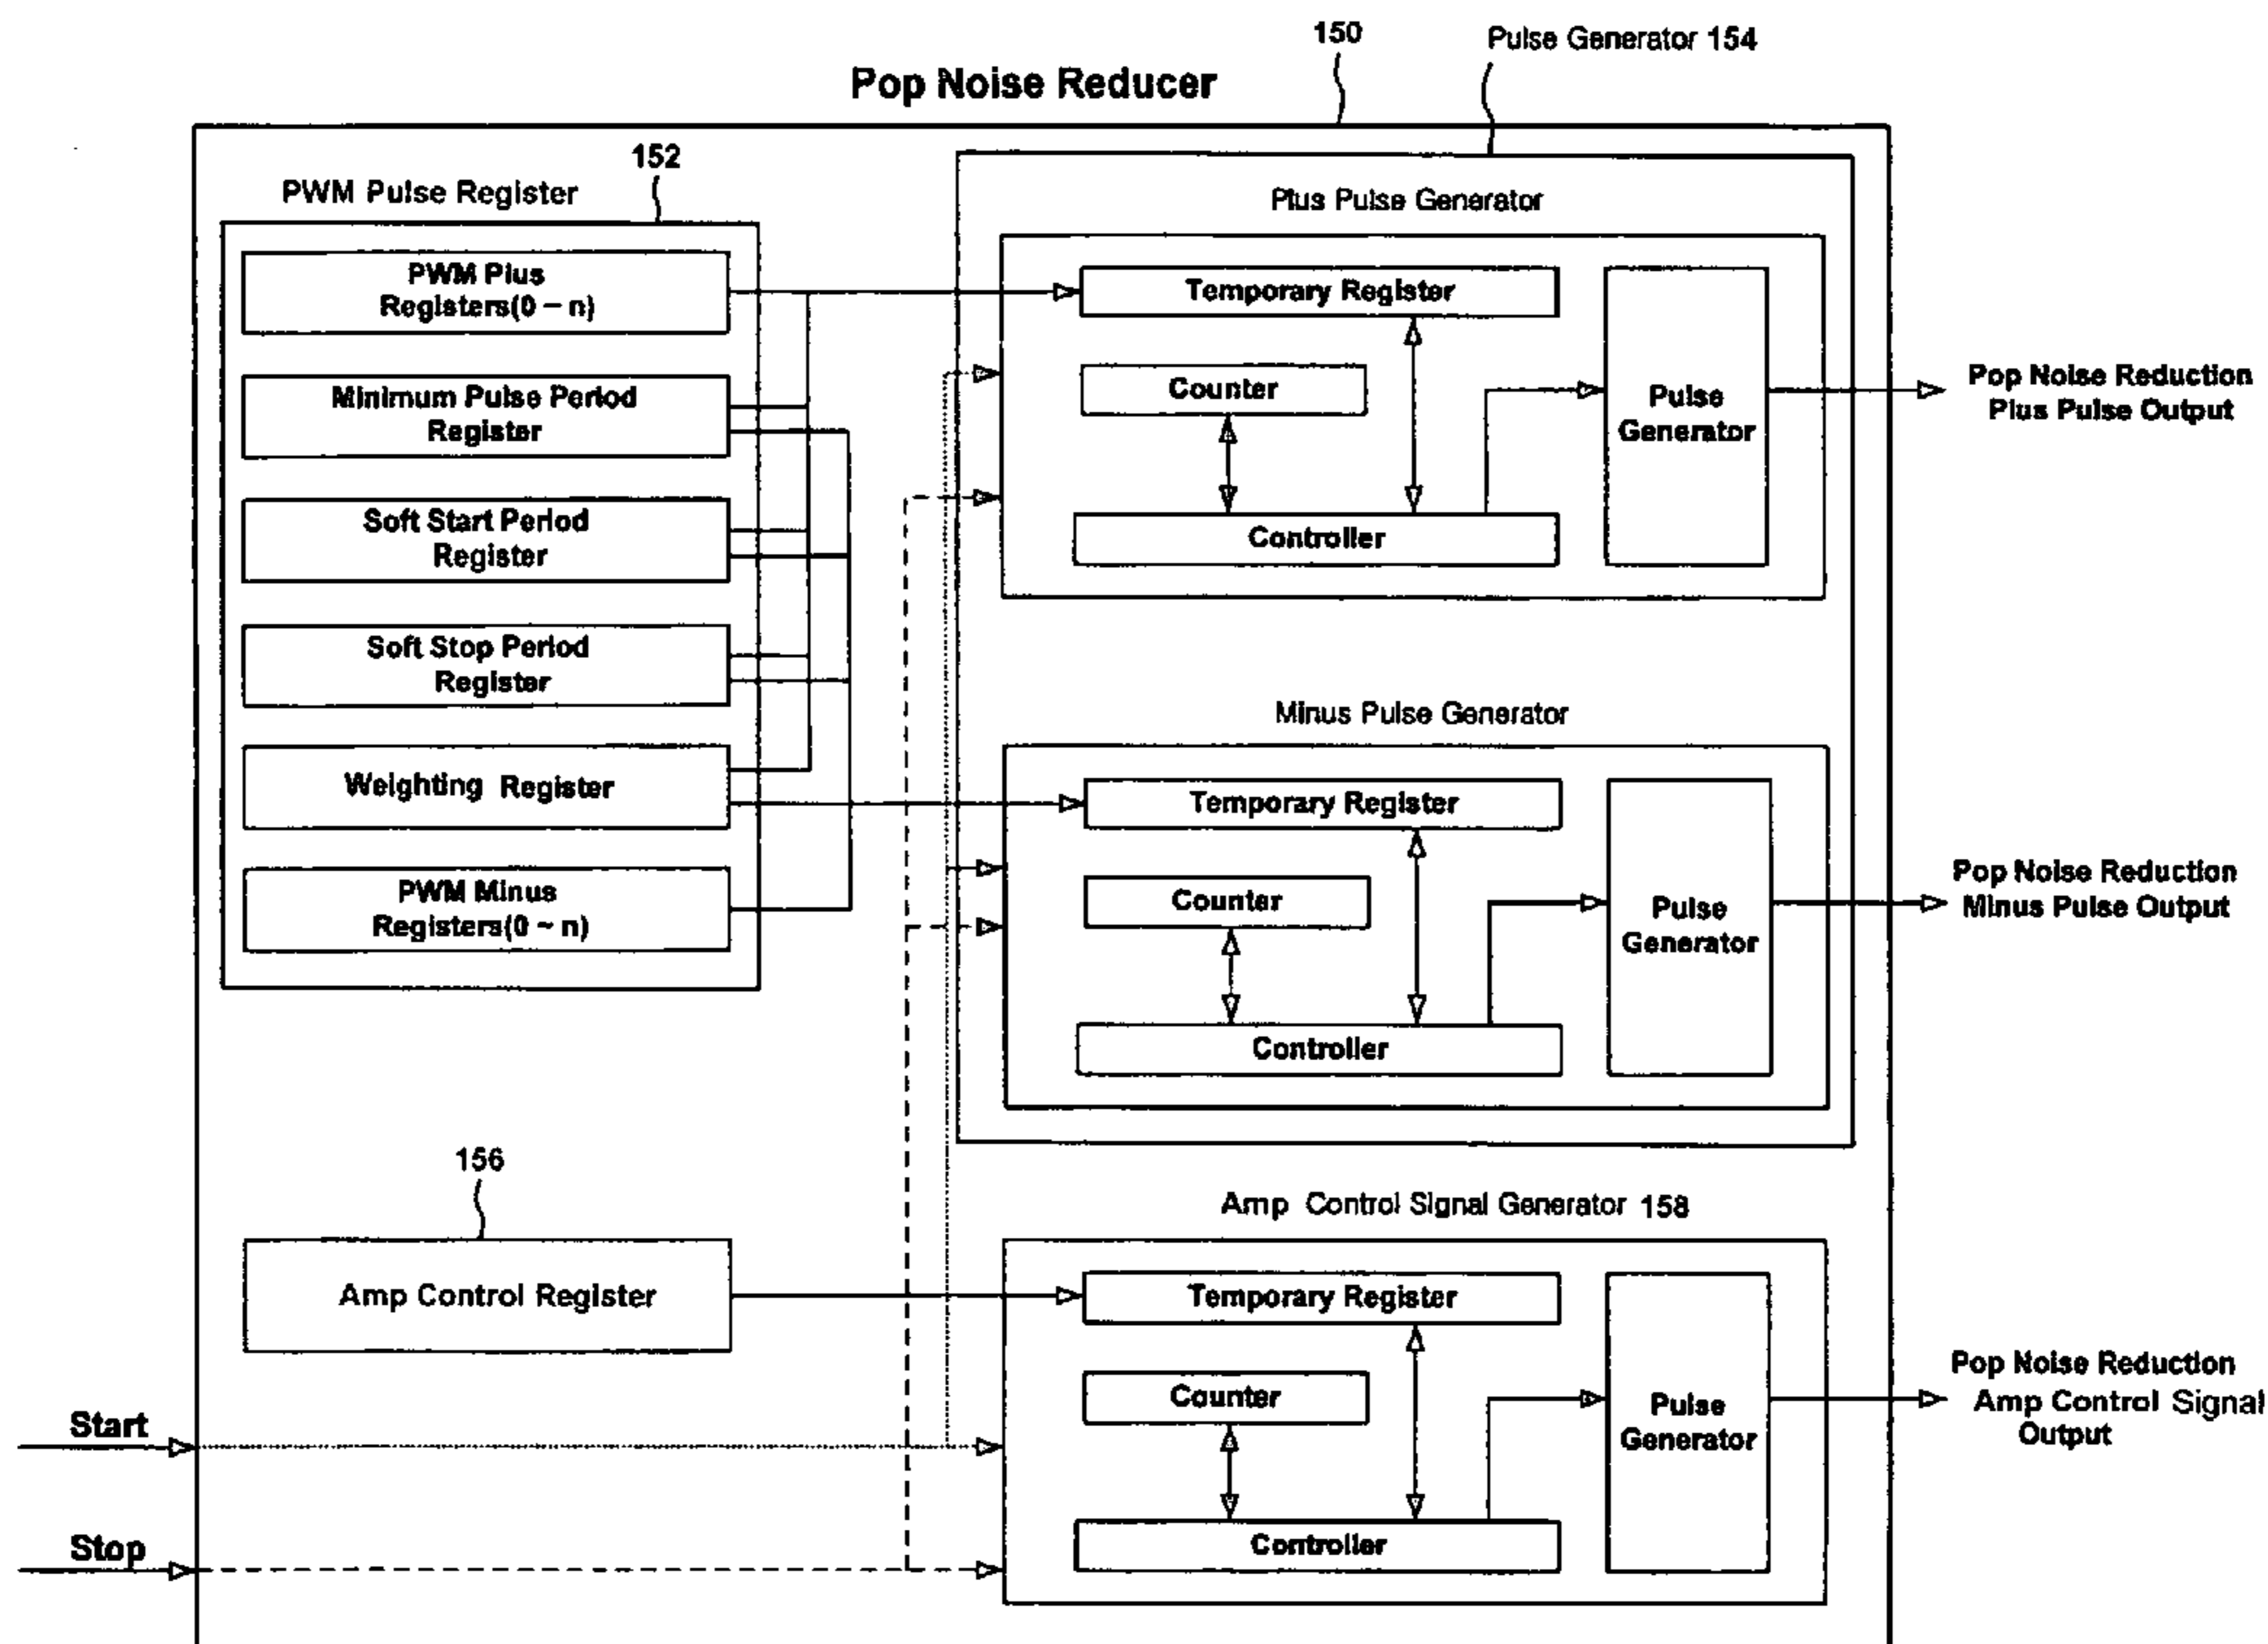 150
Pulse Generator 154
Pop Noise Reducer
152
PWM Pulse Register
PWM Plus
Registers(0 ~ n)
Minimum Pulse Period
Register
Soft Start Period
Register
Soft Stop Period
Register
Weighting Register
PWM Minus
Registers(0 ~ n)
Plus Pulse Generator
Temporary Register
Counter
Controller
Pulse
Generator
Pop Noise Reduction
Plus Pulse Output
Minus Pulse Generator
Temporary Register
Counter
Controller
Pulse
Generator
Pop Noise Reduction
Minus Pulse Output
156
Amp Control Register
Amp Control Signal Generator 158
Temporary Register
Counter
Controller
Pulse
Generator
Pop Noise Reduction
Amp Control Signal
Output
Start
Stop